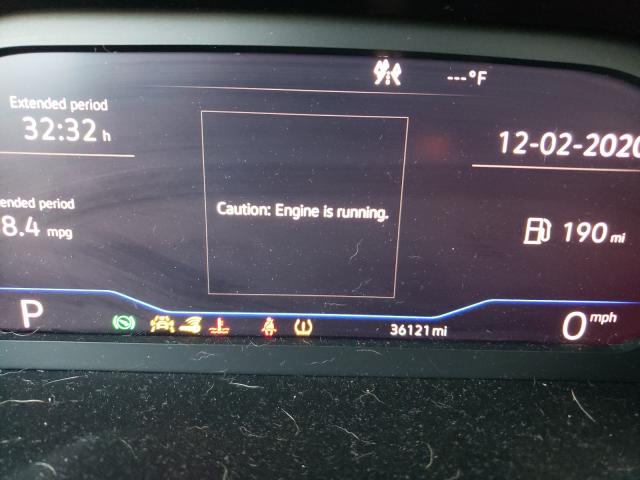 ---°F
Extended period
32:32 h
12-02-2020
Caution: Engine is running.
ended period
8.4 mpg
190 mi
P
36121 mi
0 mph